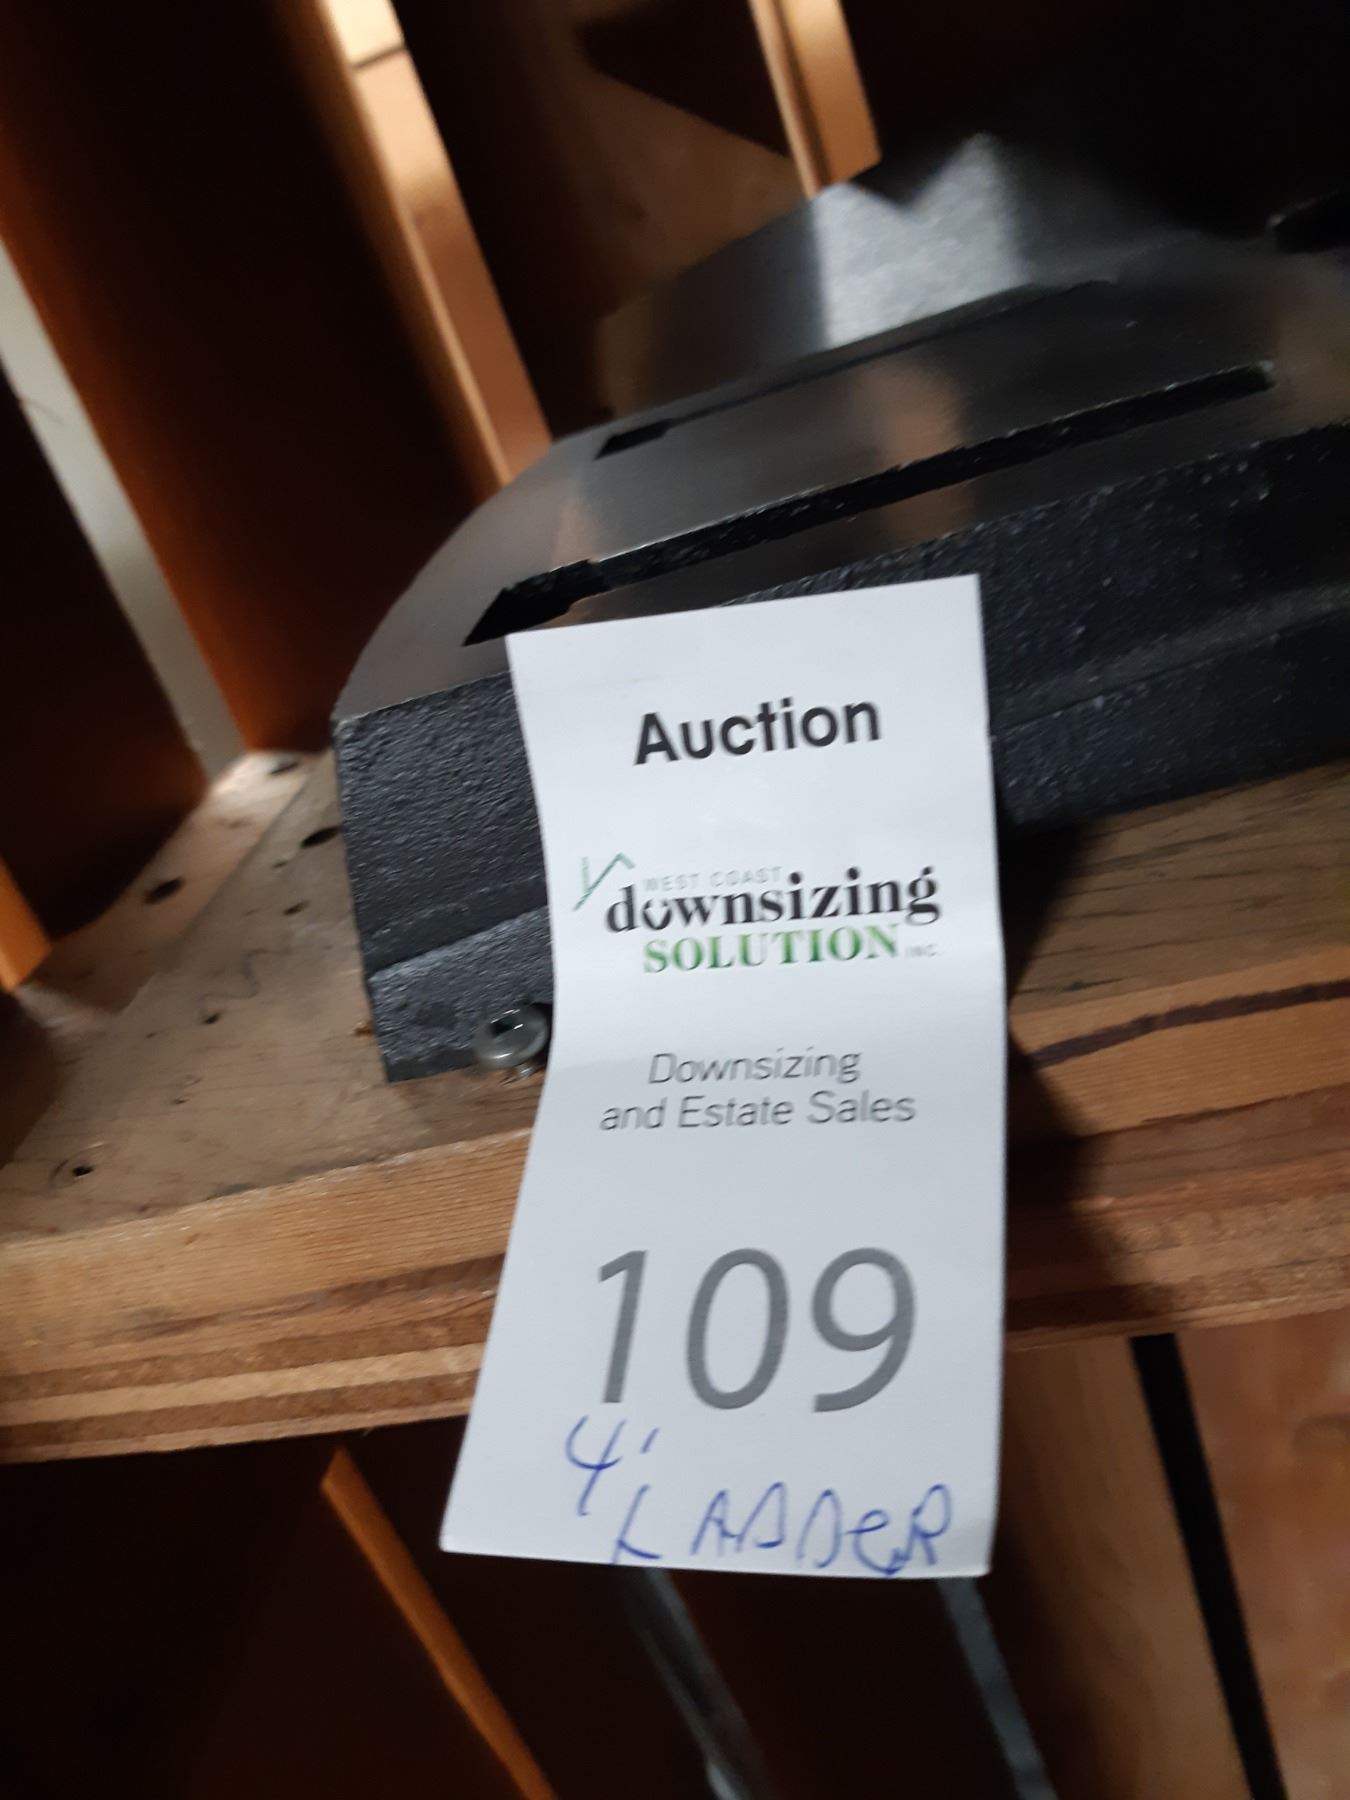 Auction
WEST COAST
downsizing
SOLUTION INC.
Downsizing
and Estate Sales
109
4'
LADDER